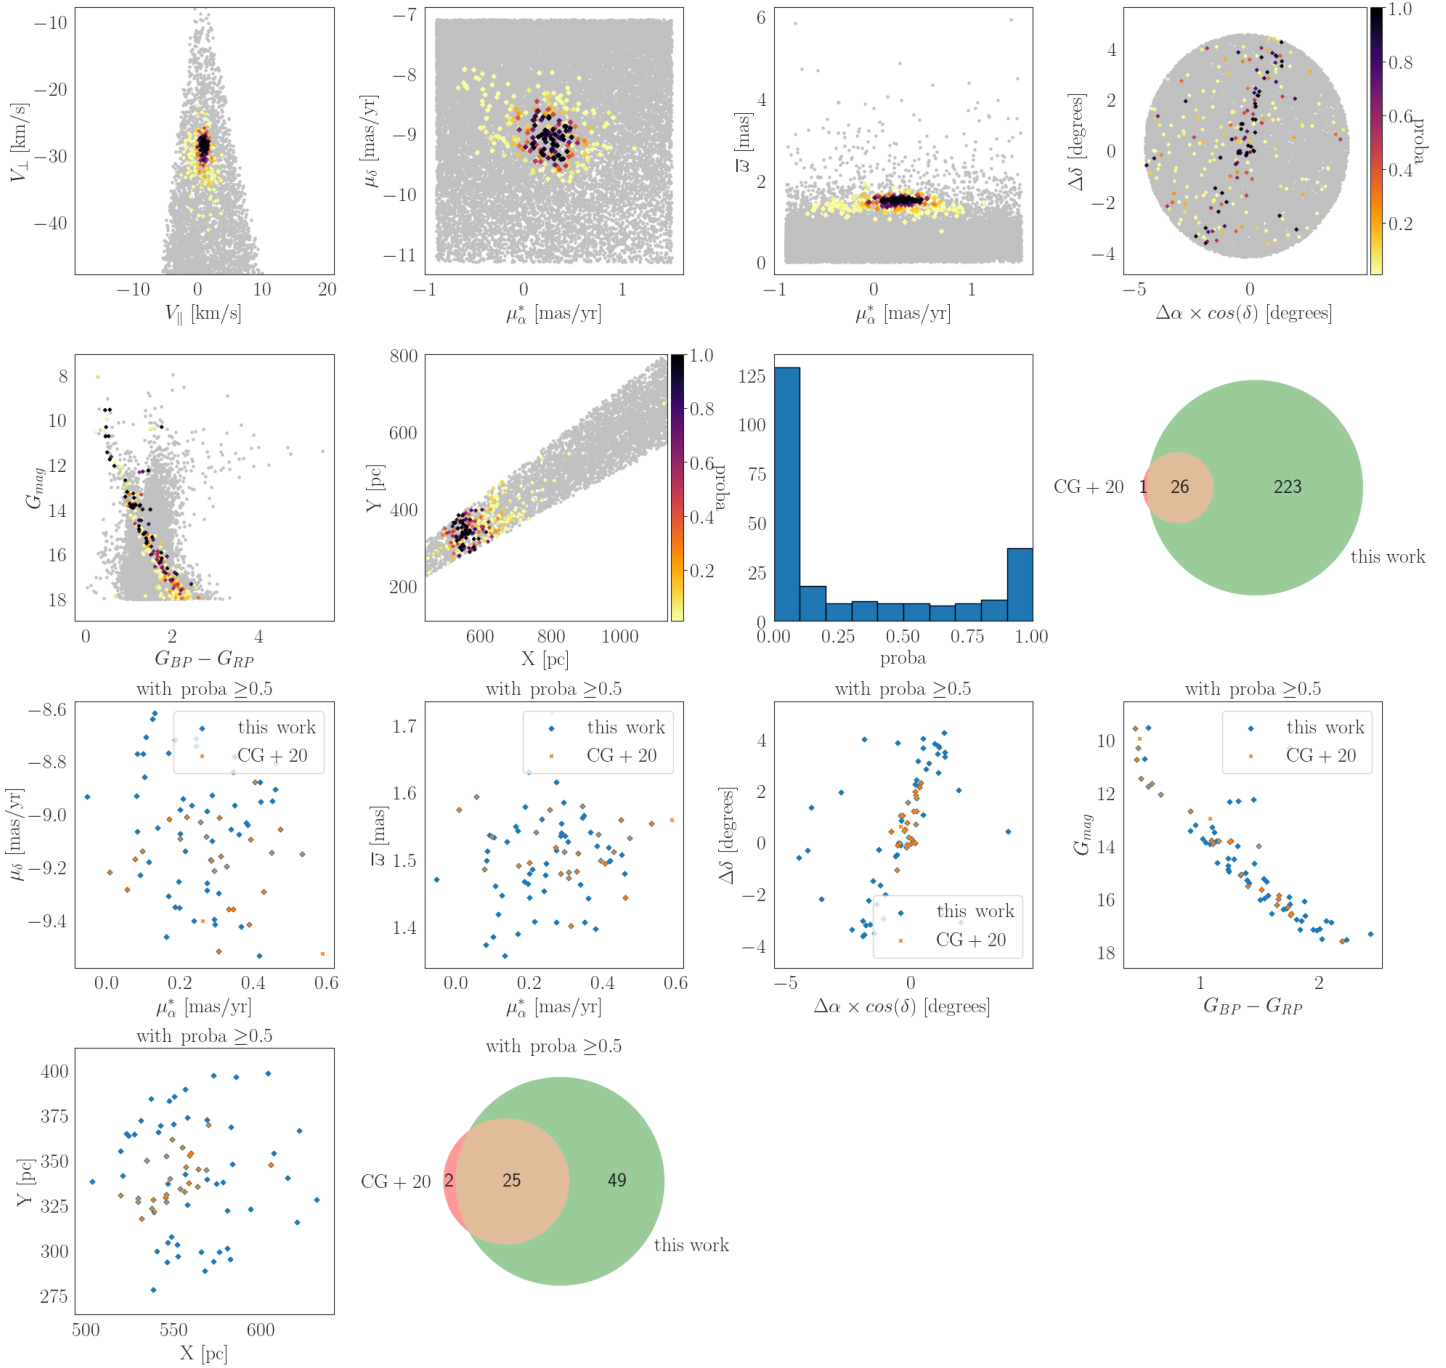 −10
−20
−30
−40
V⊥ [km/s]
−10 0 10 20
V∥ [km/s]
−7
−8
−9
−10
−11
μδ [mas/yr]
−1 0 1
μ*α [mas/yr]
6
4
2
0
ϖ [mas]
−1 0 1
μ*α [mas/yr]
4
2
0
−2
−4
Δδ [degrees]
−5 0
Δα × cos(δ) [degrees]
1.0
0.8
0.6
0.4
0.2
proba
8
10
12
14
16
18
Gmag
0 2 4
GBP − GRP
800
600
400
200
Y [pc]
600 800 1000
X [pc]
1.0
0.8
0.6
0.4
0.2
proba
125
100
75
50
25
0
0.00 0.25 0.50 0.75 1.00
proba
CG + 20 1 26 223
this work
with proba ≥0.5
−8.6
−8.8
−9.0
−9.2
−9.4
μδ [mas/yr]
this work
CG + 20
0.0 0.2 0.4 0.6
μ*α [mas/yr]
with proba ≥0.5
1.7
1.6
1.5
1.4
ϖ [mas]
this work
CG + 20
0.0 0.2 0.4 0.6
μ*α [mas/yr]
with proba ≥0.5
4
2
0
−2
−4
Δδ [degrees]
this work
CG + 20
−5 0
Δα × cos(δ) [degrees]
with proba ≥0.5
10
12
14
16
18
Gmag
this work
CG + 20
1 2
GBP − GRP
with proba ≥0.5
400
375
350
325
300
275
Y [pc]
500 550 600
X [pc]
with proba ≥0.5
CG + 20 2 25 49
this work